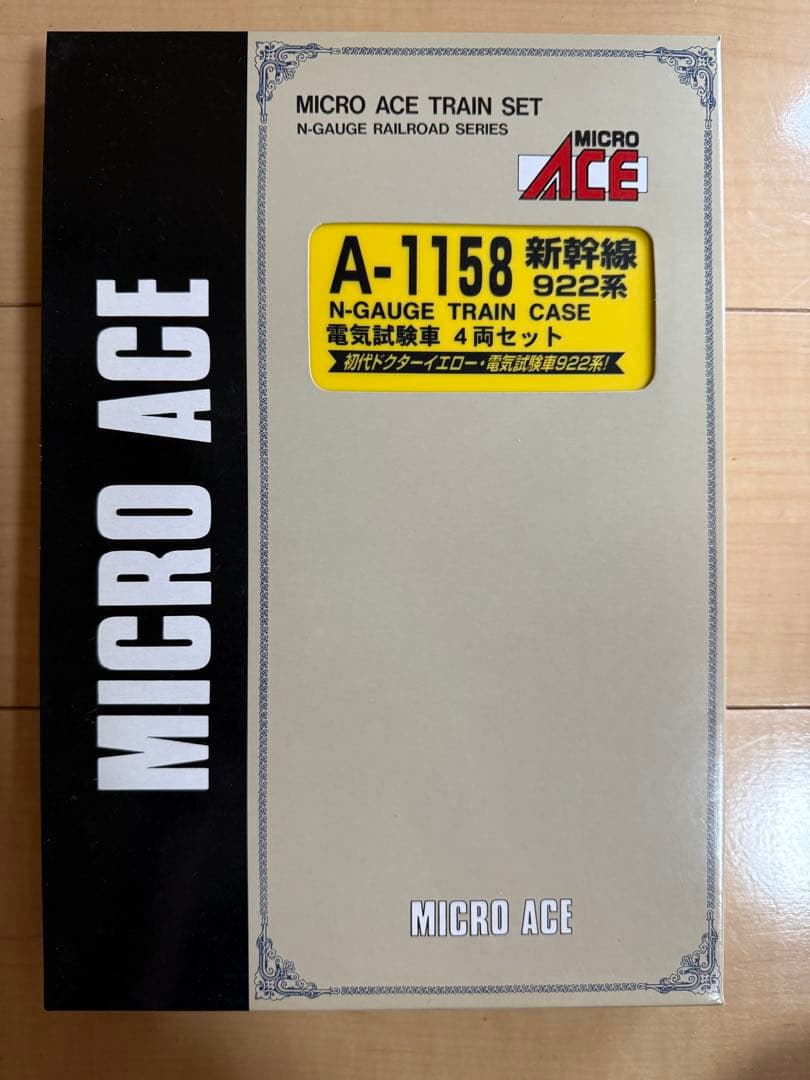 MICRO ACE
MICRO ACE TRAIN SET
N-GAUGE RAILROAD SERIES
MICRO
ACE
A-1158 新幹線
922系
N-GAUGE TRAIN CASE
電気試験車 4両セット
初代ドクターイエロー・電気試験車922系!
MICRO ACE